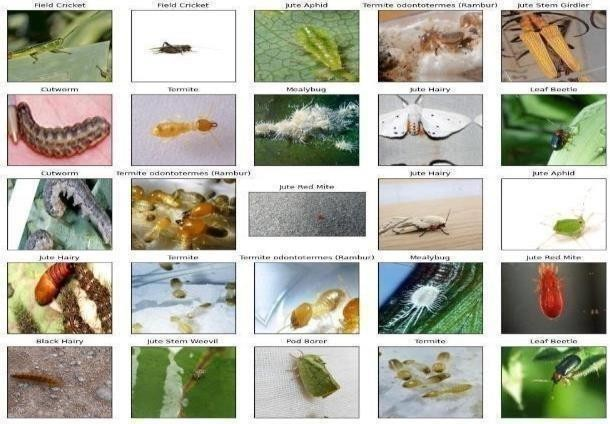 Field Cricket
Field Cricket
Jute Aphid
Termite odontotermes (Rambur)
Jute Stem Girdler
Cutworm
Termite
Mealybug
Jute Hairy
Leaf Beetle
Cutworm
Termite odontotermes (Rambur)
Jute Red Mite
Jute Hairy
Jute Aphid
Jute Hairy
Termite
Termite odontotermes (Rambur)
Mealybug
Jute Red Mite
Black Hairy
Jute Stem Weevil
Pod Borer
Termite
Leaf Beetle